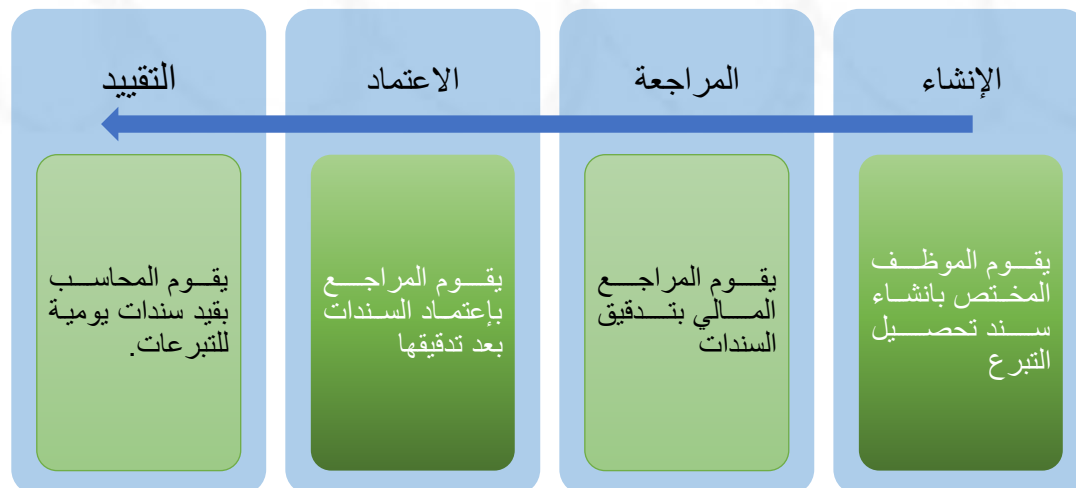 الإنشاء
المراجعة
الاعتماد
التقييد
يقوم الموظف
المختص بانشاء
سند تحصيل
التبرع
يقوم المراجع
المالي بتدقيق
السندات
يقوم المراجع
بإعتماد السندات
بعد تدقيقها
يقوم المحاسب
بقيد سندات يومية
للتبرعات.